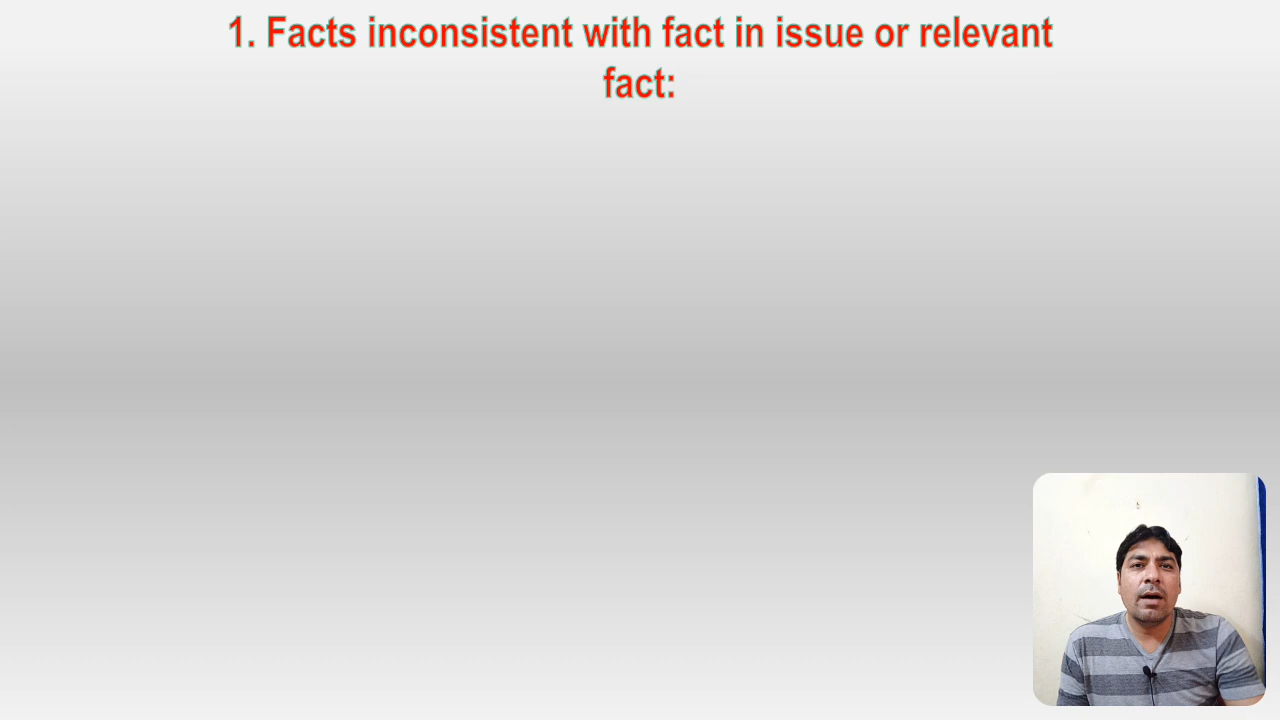 1. Facts inconsistent with fact in issue or relevant
fact: